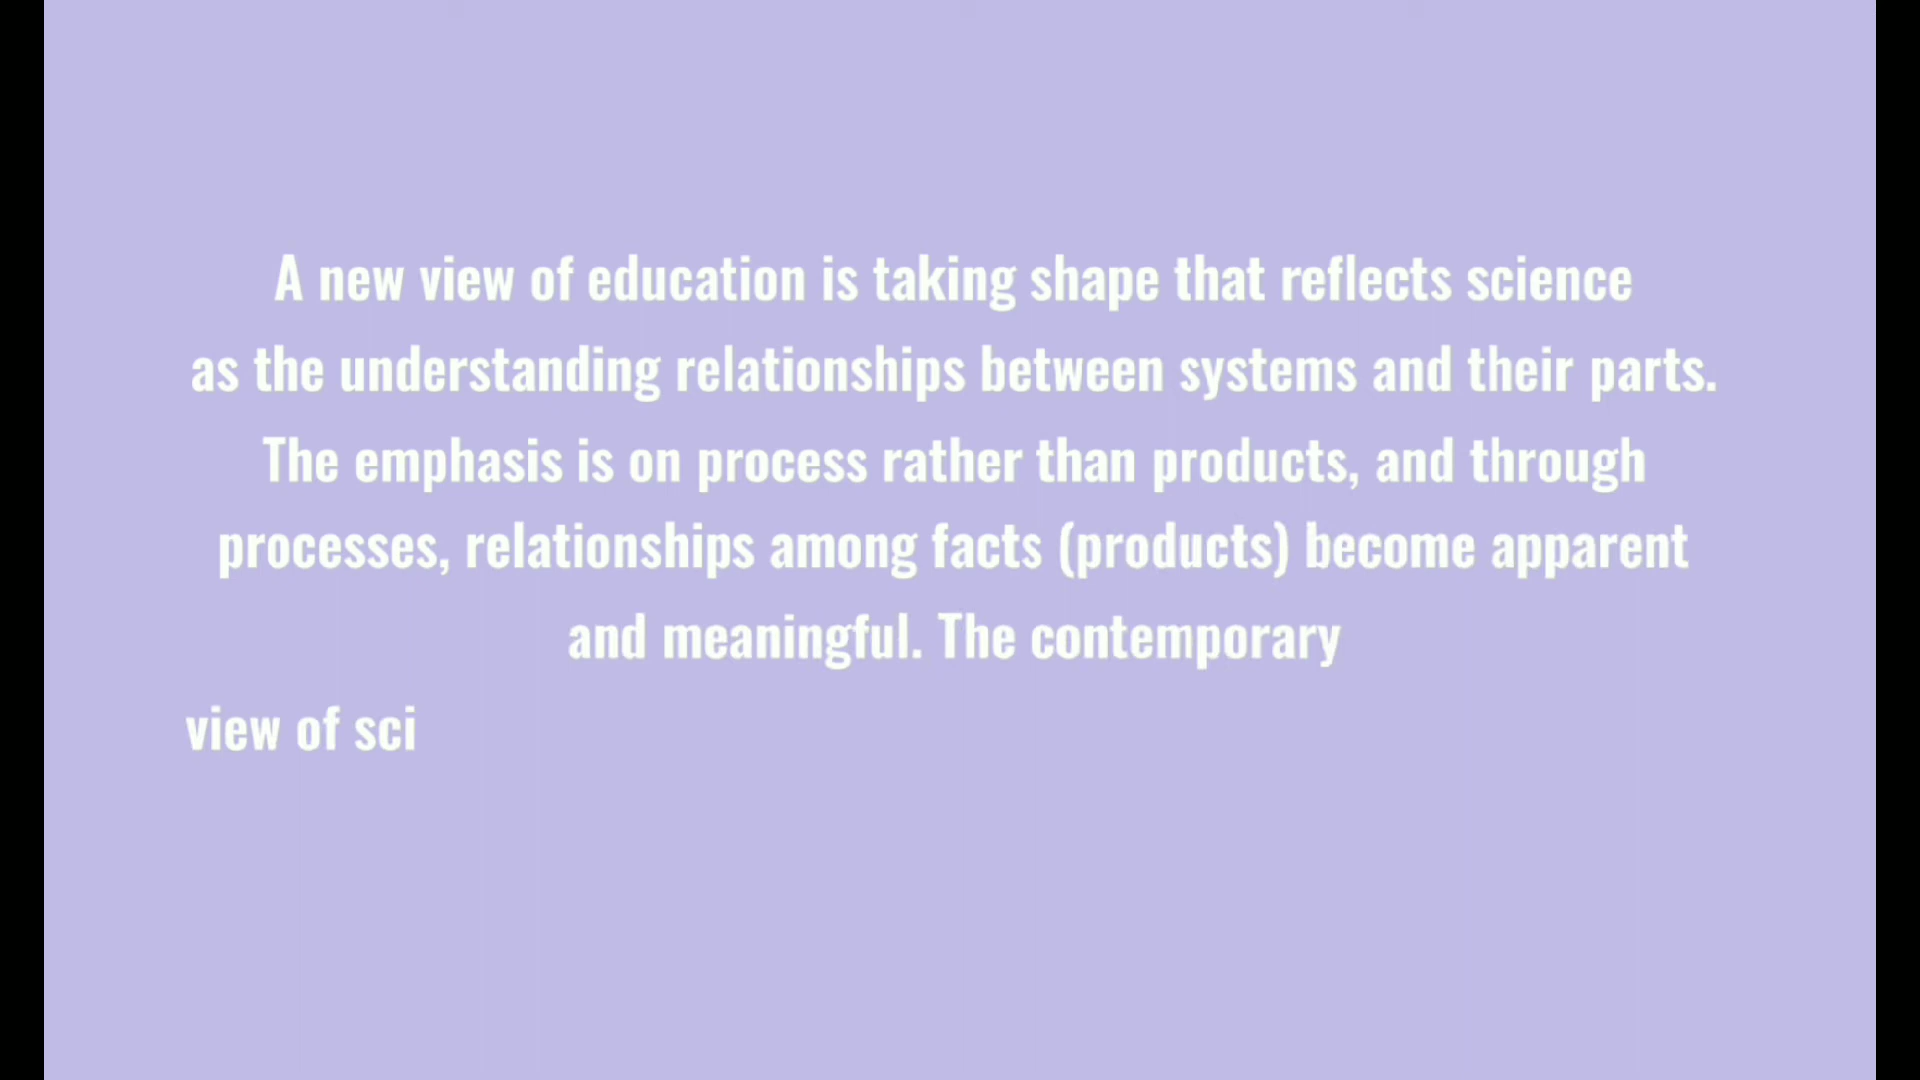 A new view of education is taking shape that reflects science
as the understanding relationships between systems and their parts.
The emphasis is on process rather than products, and through
processes, relationships among facts (products) become apparent
and meaningful. The contemporary
view of sci